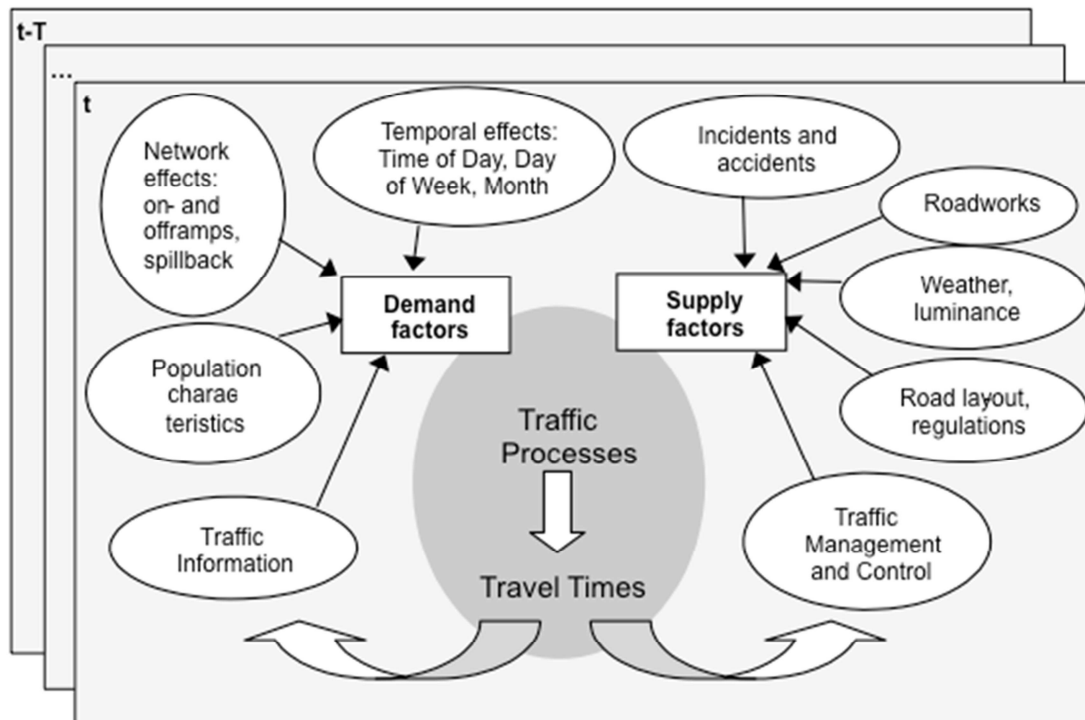 t-T
...
t
Network
effects:
on- and
offramps,
spillback
Temporal effects:
Time of Day, Day
of Week, Month
Incidents and
accidents
Roadworks
Weather,
luminance
Road layout,
regulations
Demand
factors
Supply
factors
Population
charac
teristics
Traffic
Information
Traffic
Processes
Travel Times
Traffic
Management
and Control